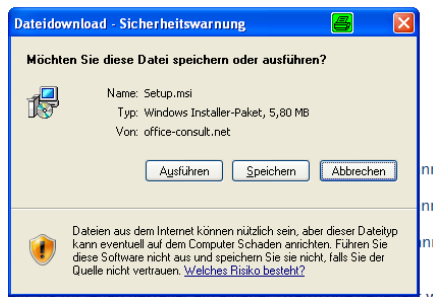 Dateidownload - Sicherheitswarnung
Möchten Sie diese Datei speichern oder ausführen?
Name: Setup.msi
Typ: Windows Installer-Paket, 5,80 MB
Von: office-consult.net
Ausführen Speichern Abbrechen
Dateien aus dem Internet können nützlich sein, aber dieser Dateityp
kann eventuell auf dem Computer Schaden anrichten. Führen Sie
diese Software nicht aus und speichern Sie sie nicht, falls Sie der
Quelle nicht vertrauen. Welches Risiko besteht?